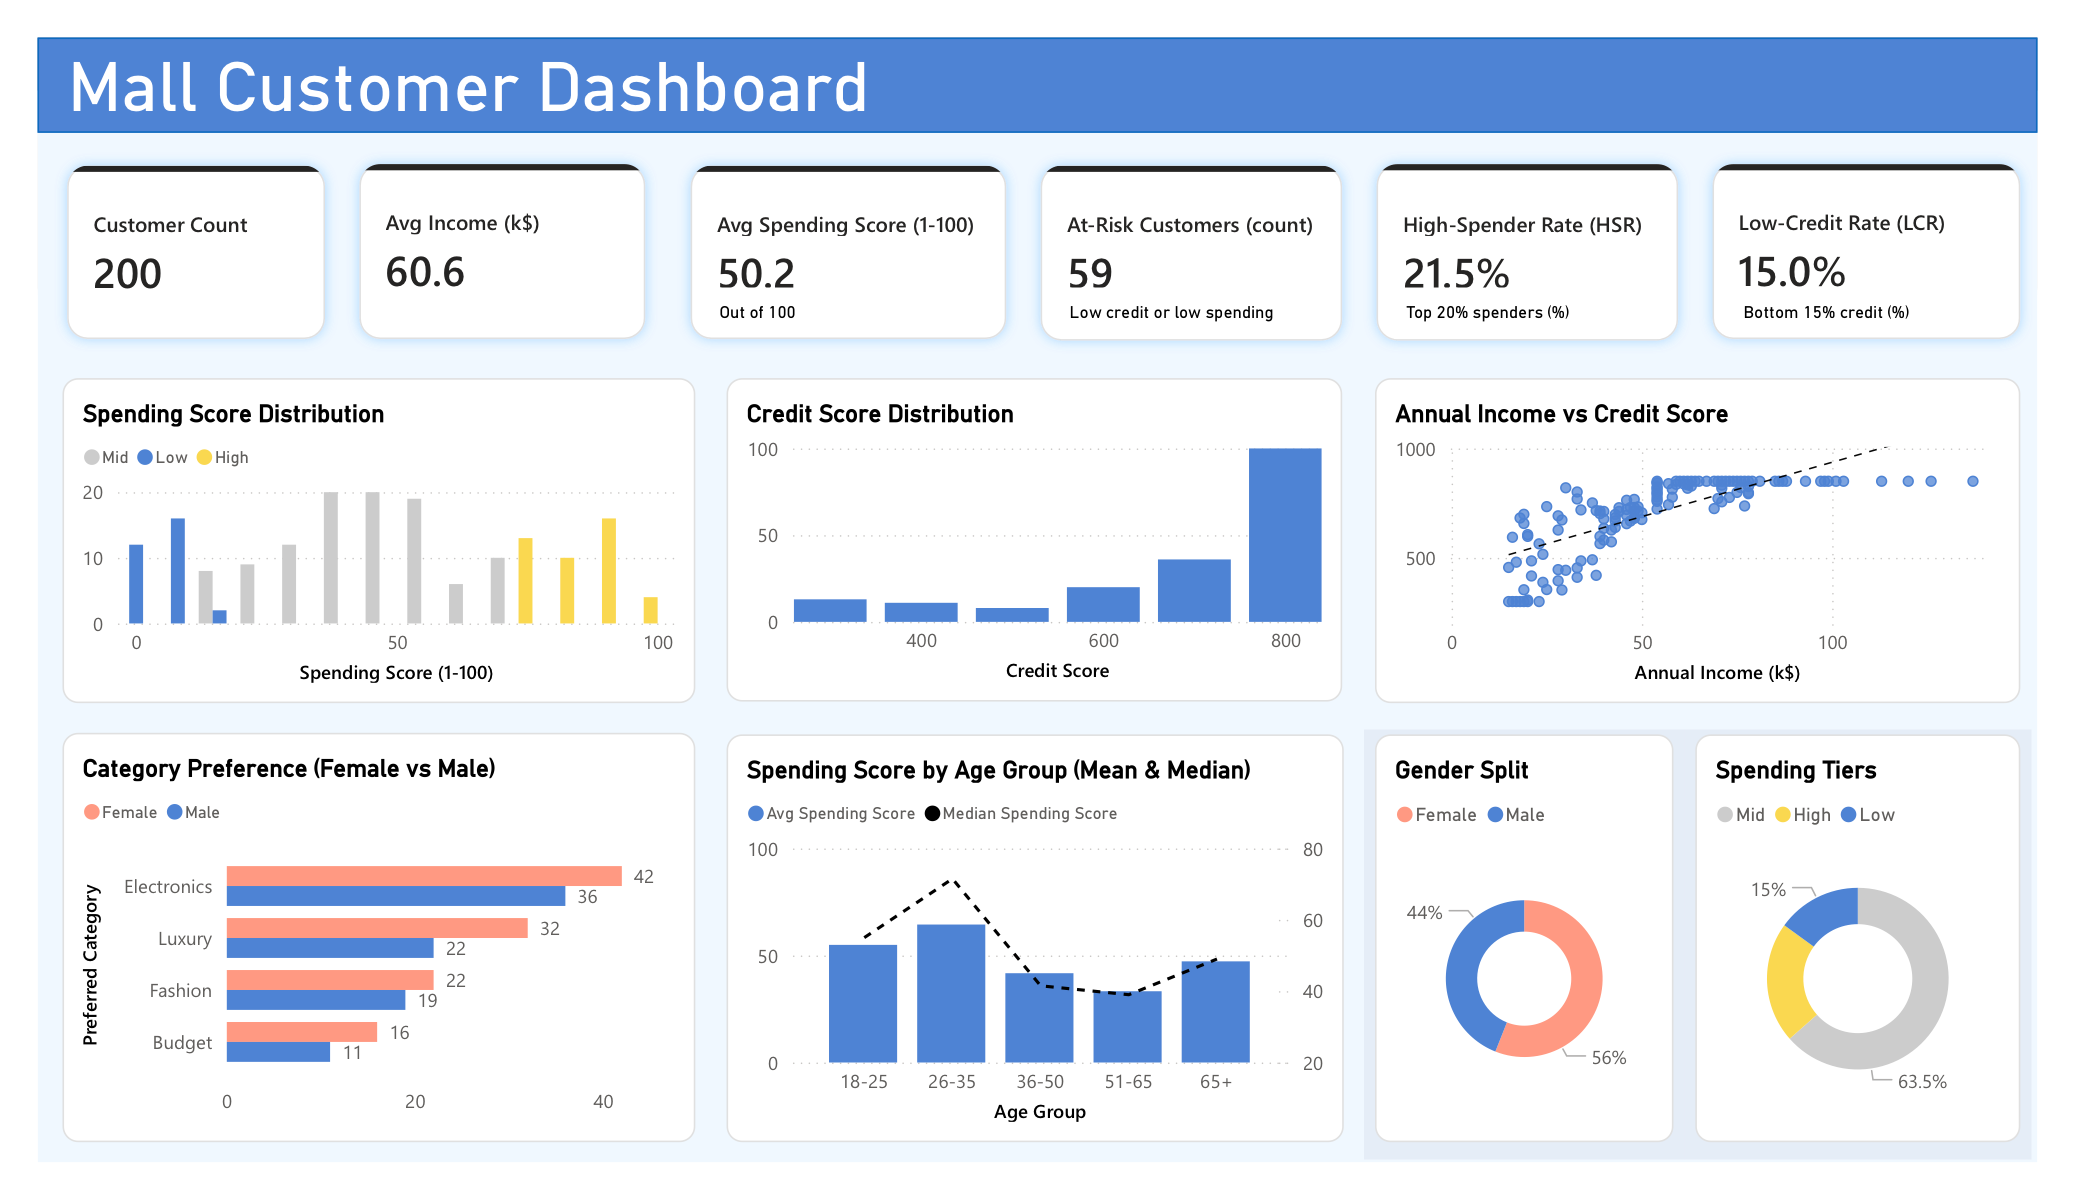 Mall Customer Dashboard
Customer Count
200
Avg Income (k$)
60.6
Avg Spending Score (1-100)
50.2
Out of 100
At-Risk Customers (count)
59
Low credit or low spending
High-Spender Rate (HSR)
21.5%
Top 20% spenders (%)
Low-Credit Rate (LCR)
15.0%
Bottom 15% credit (%)
Spending Score Distribution
Mid Low High
20
10
0
0 50 100
Spending Score (1-100)
Credit Score Distribution
100
50
0
400 600 800
Credit Score
Annual Income vs Credit Score
1000
500
0 50 100
Annual Income (k$)
Category Preference (Female vs Male)
Female Male
Preferred Category
Electronics 42
36
Luxury 32
22
Fashion 22
19
Budget 16
11
0 20 40
Spending Score by Age Group (Mean & Median)
Avg Spending Score Median Spending Score
100 80
60
50
40
0 20
18-25 26-35 36-50 51-65 65+
Age Group
Gender Split
Female Male
44%
56%
Spending Tiers
Mid High Low
15%
63.5%